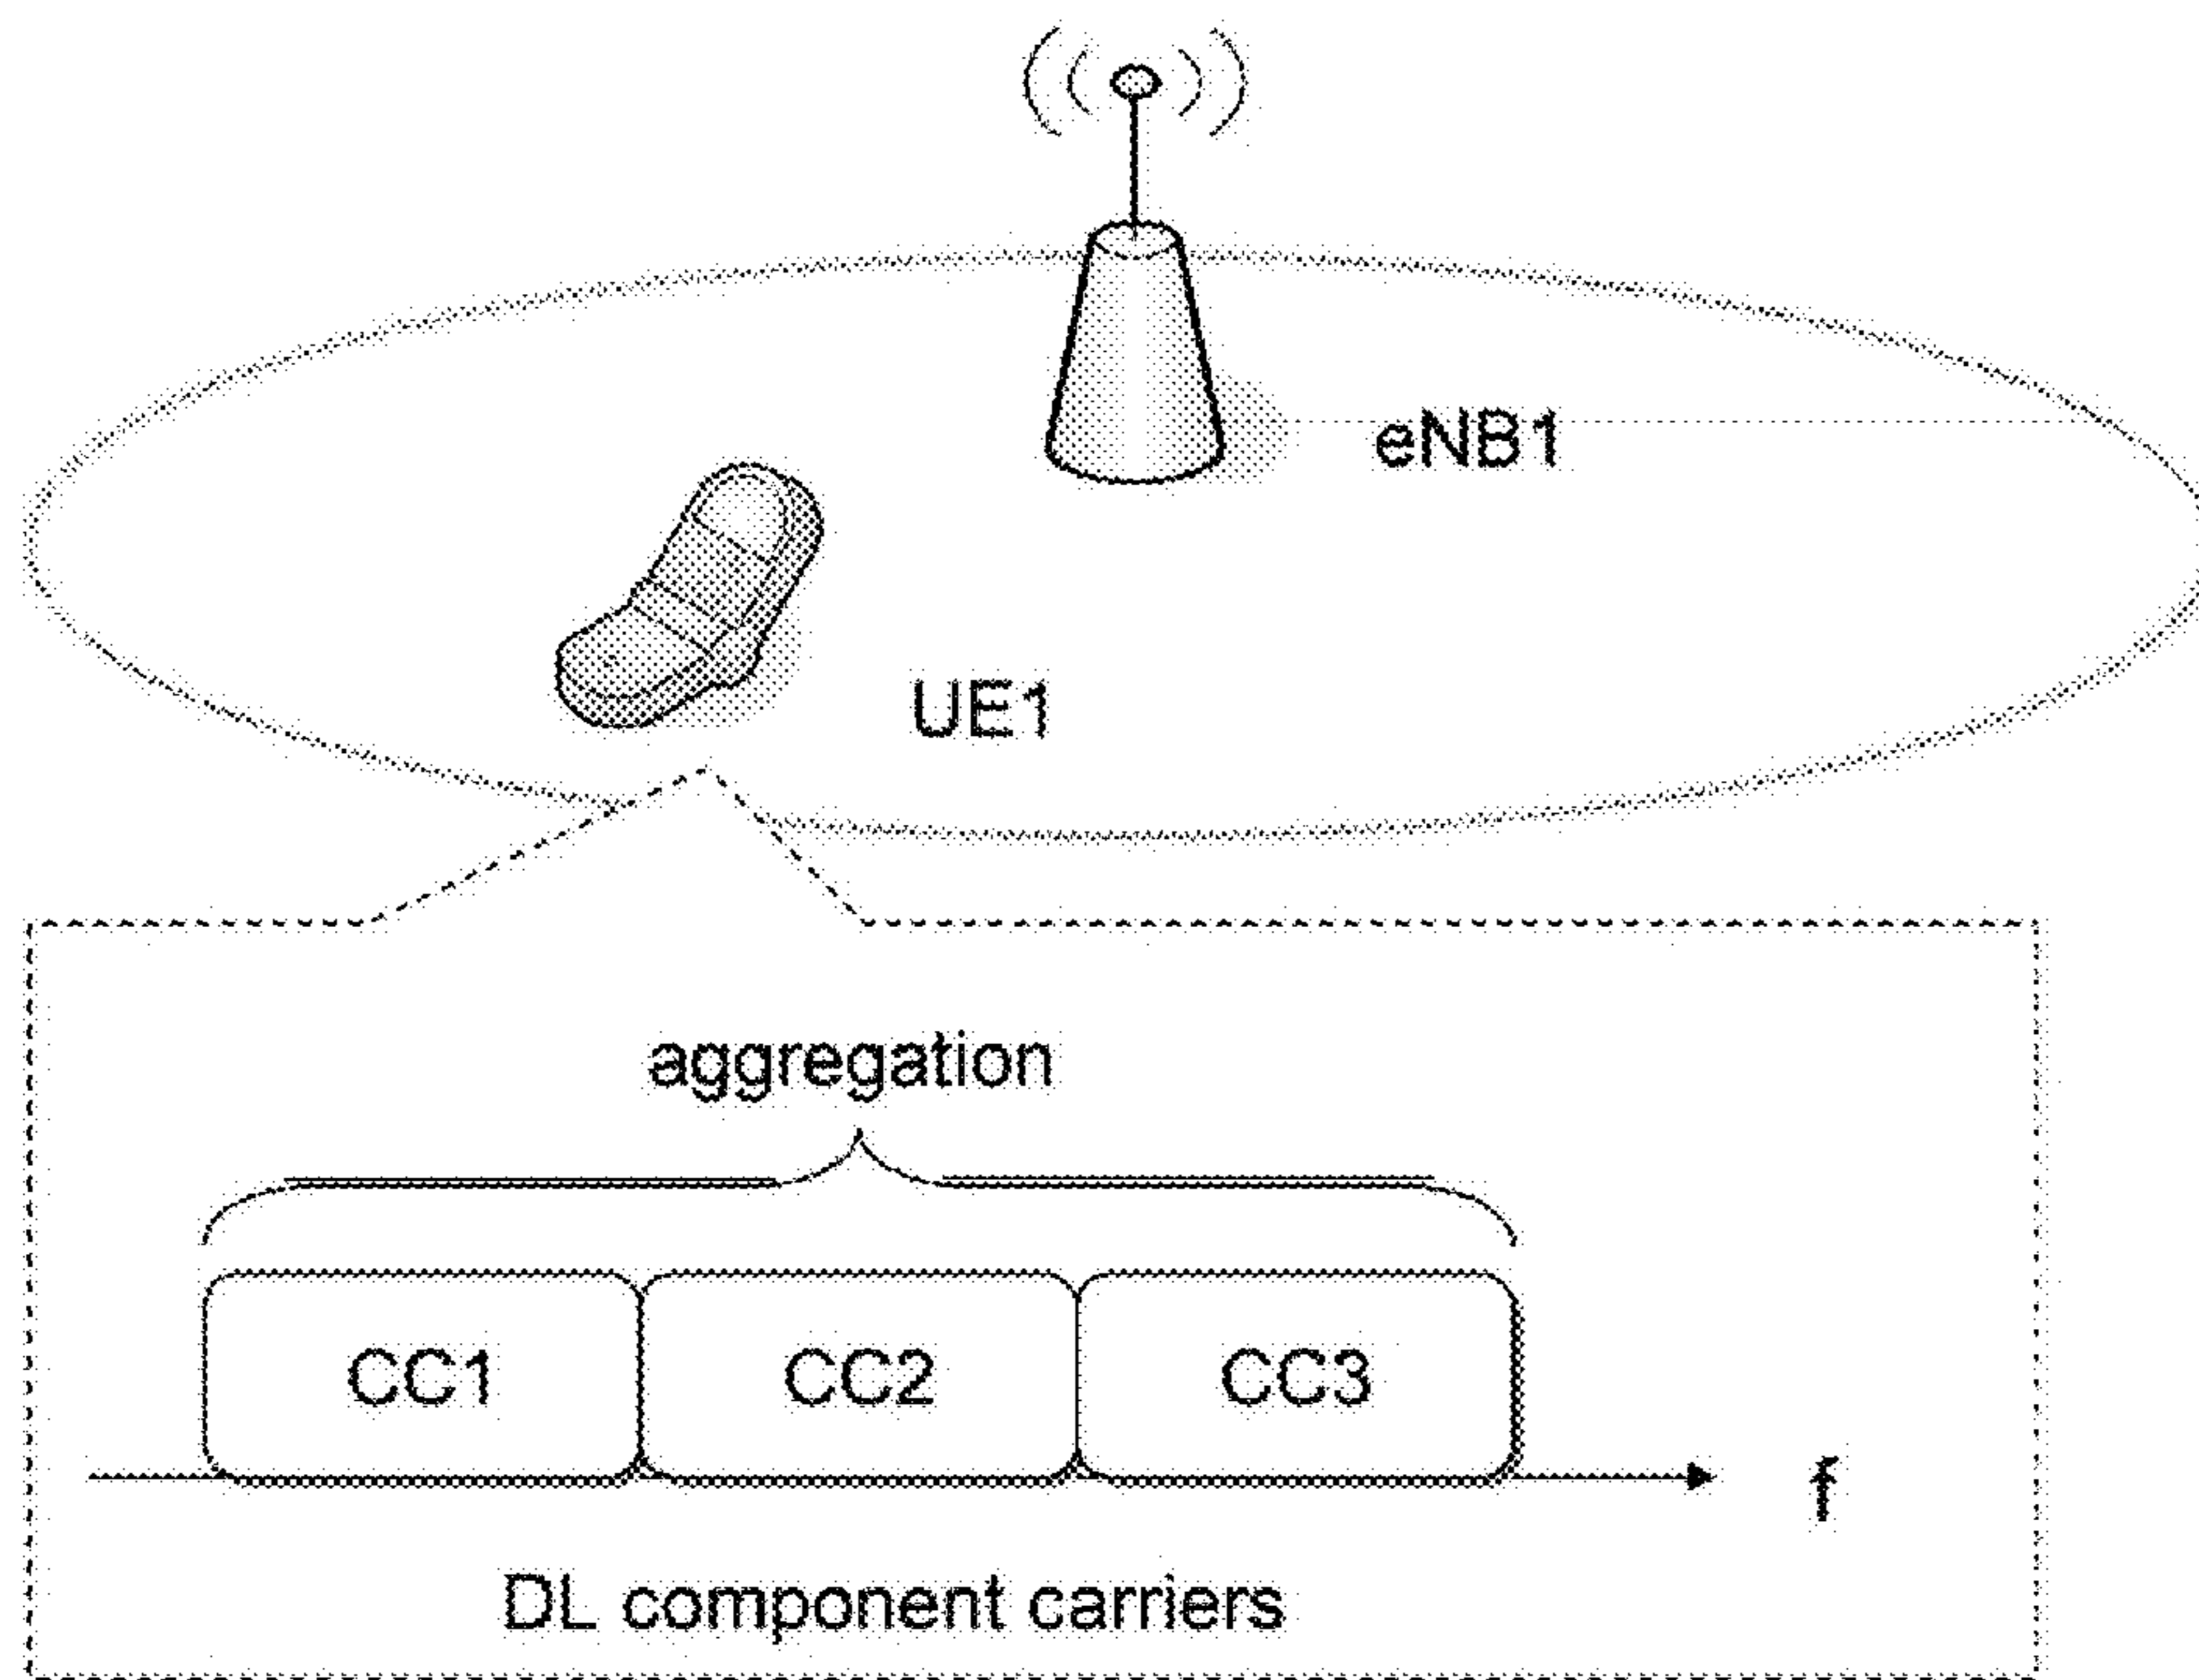 eNB1
UE1
aggregation
CC1 CC2 CC3
f
DL component carriers